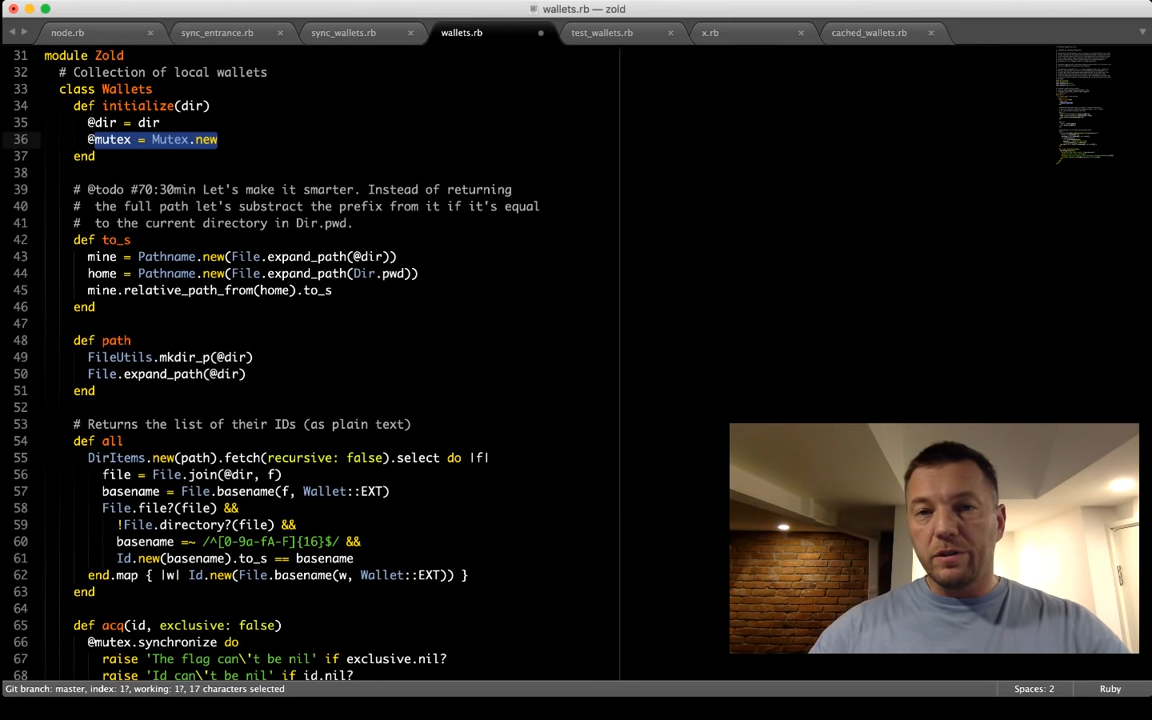 wallets.rb — zold
node.rb
sync_entrance.rb
sync_wallets.rb
wallets.rb
test_wallets.rb
x.rb
cached_wallets.rb
31 module Zold
32 # Collection of local wallets
33 class Wallets
34 def initialize(dir)
35 @dir = dir
36 @mutex = Mutex.new
37 end
38
39 # @todo #70:30min Let's make it smarter. Instead of returning
40 # the full path let's substract the prefix from it if it's equal
41 # to the current directory in Dir.pwd.
42 def to_s
43 mine = Pathname.new(File.expand_path(@dir))
44 home = Pathname.new(File.expand_path(Dir.pwd))
45 mine.relative_path_from(home).to_s
46 end
47
48 def path
49 FileUtils.mkdir_p(@dir)
50 File.expand_path(@dir)
51 end
52
53 # Returns the list of their IDs (as plain text)
54 def all
55 DirItems.new(path).fetch(recursive: false).select do |f|
56 file = File.join(@dir, f)
57 basename = File.basename(f, Wallet::EXT)
58 File.file?(file) &&
59 !File.directory?(file) &&
60 basename =~ /^[0-9a-fA-F]{16}$/ &&
61 Id.new(basename).to_s == basename
62 end.map { |w| Id.new(File.basename(w, Wallet::EXT)) }
63 end
64
65 def acq(id, exclusive: false)
66 @mutex.synchronize do
67 raise 'The flag can\'t be nil' if exclusive.nil?
68 raise 'Id can\'t be nil' if id.nil?
Git branch: master, index: 1?, working: 1?, 17 characters selected
Spaces: 2
Ruby